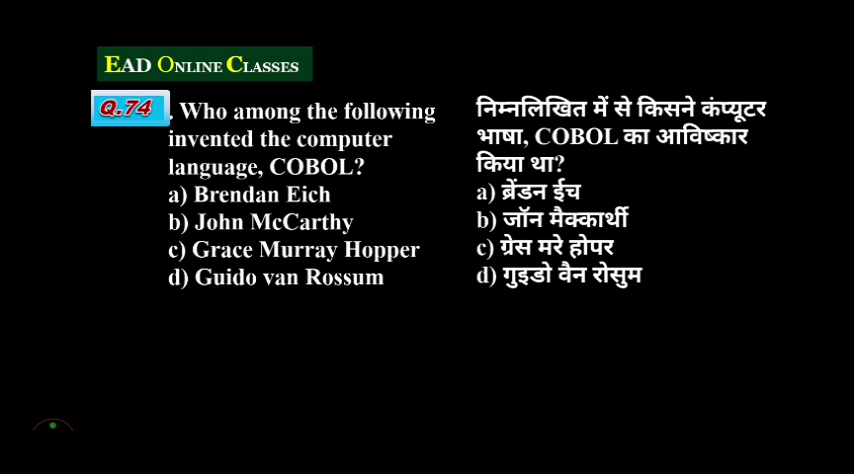 EAD ONLINE CLASSES
Q.74
. Who among the following
invented the computer
language, COBOL?
a) Brendan Eich
b) John McCarthy
c) Grace Murray Hopper
d) Guido van Rossum
निम्नलिखित में से किसने कंप्यूटर
भाषा, COBOL का आविष्कार
किया था?
a) ब्रेंडन ईच
b) जॉन मैक्कार्थी
c) ग्रेस मरे होपर
d) गुइडो वैन रोसुम